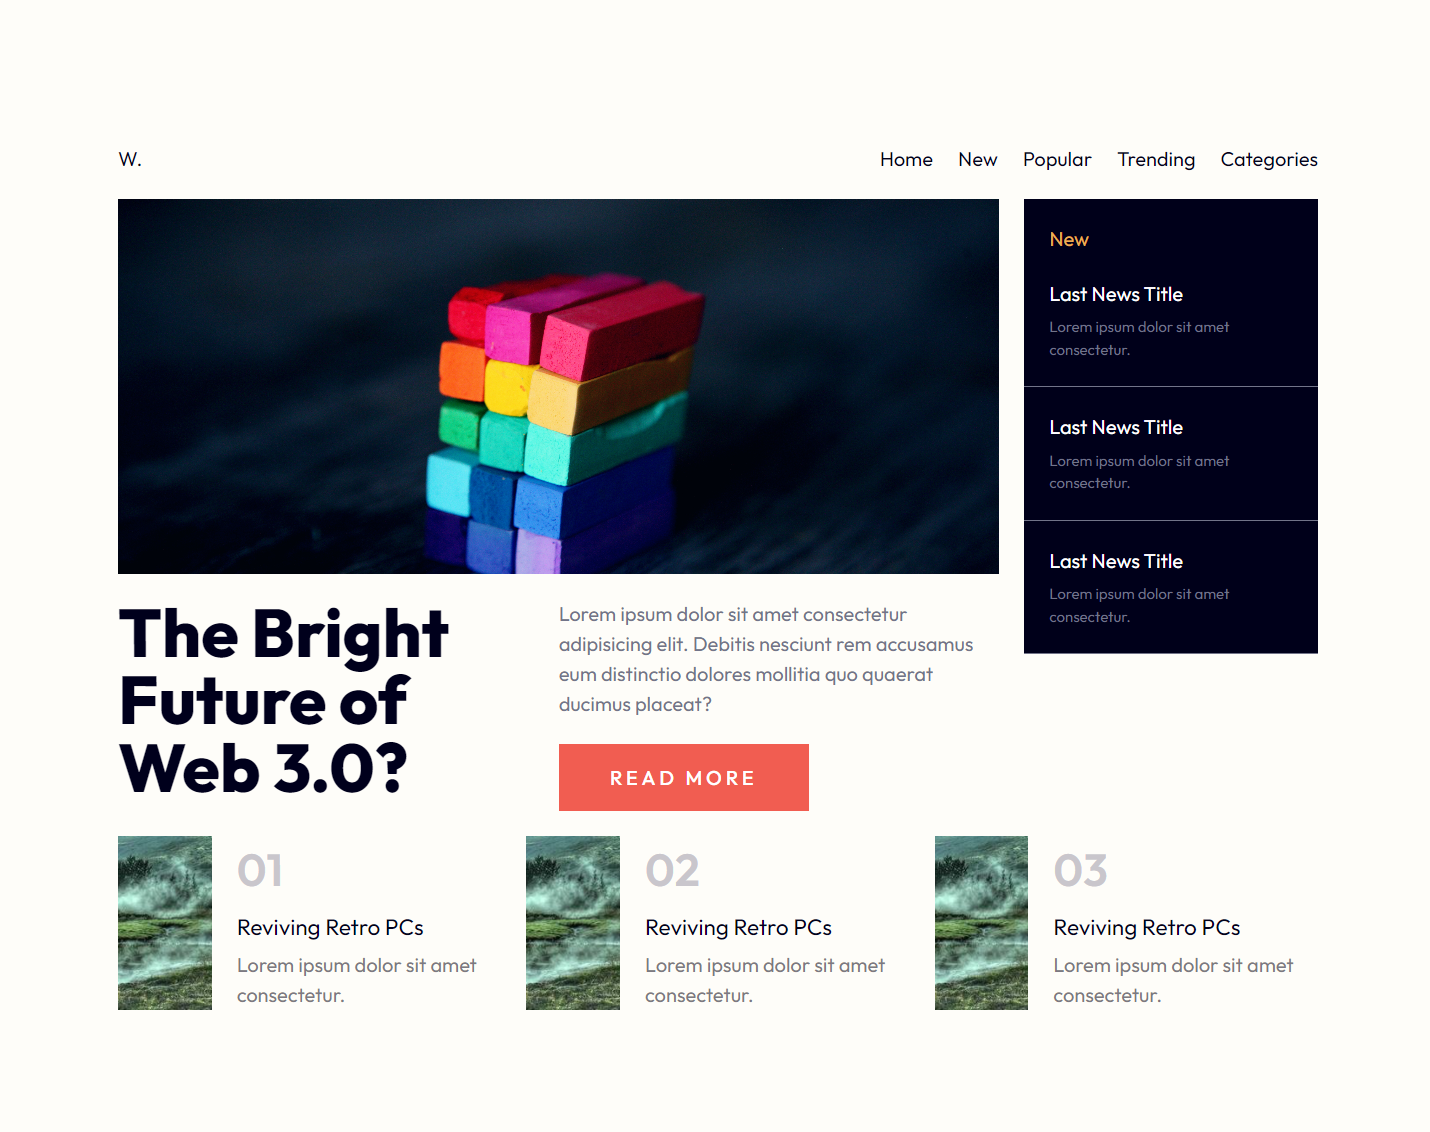 W.
Home New Popular Trending Categories
New
Last News Title
Lorem ipsum dolor sit amet
consectetur.
Last News Title
Lorem ipsum dolor sit amet
consectetur.
Last News Title
Lorem ipsum dolor sit amet
consectetur.
The Bright
Future of
Web 3.0?
Lorem ipsum dolor sit amet consectetur
adipisicing elit. Debitis nesciunt rem accusamus
eum distinctio dolores mollitia quo quaerat
ducimus placeat?
READ MORE
01
Reviving Retro PCs
Lorem ipsum dolor sit amet
consectetur.
02
Reviving Retro PCs
Lorem ipsum dolor sit amet
consectetur.
03
Reviving Retro PCs
Lorem ipsum dolor sit amet
consectetur.